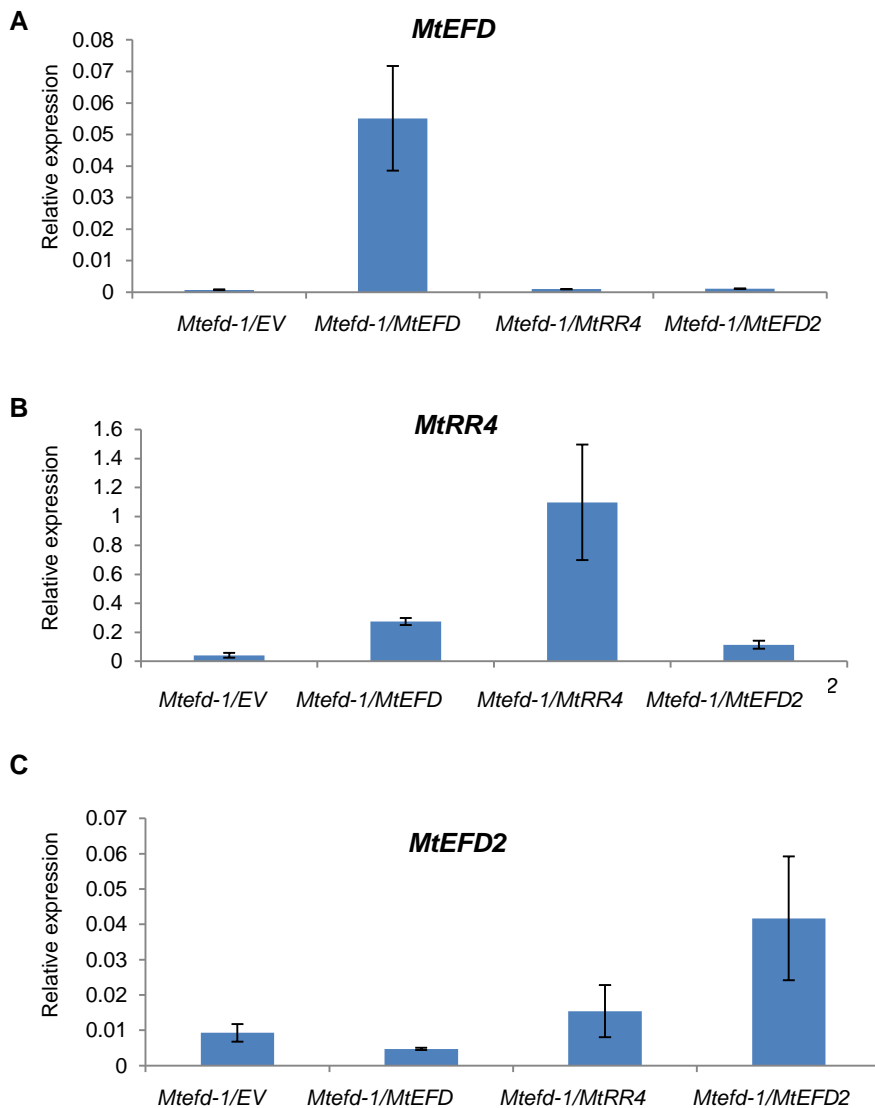 A
MtEFD
Relative expression
0.08
0.07
0.06
0.05
0.04
0.03
0.02
0.01
0
Mtefd-1/EV Mtefd-1/MtEFD Mtefd-1/MtRR4 Mtefd-1/MtEFD2
B
MtRR4
Relative expression
1.6
1.4
1.2
1
0.8
0.6
0.4
0.2
0
Mtefd-1/EV Mtefd-1/MtEFD Mtefd-1/MtRR4 Mtefd-1/MtEFD2 2
C
MtEFD2
Relative expression
0.07
0.06
0.05
0.04
0.03
0.02
0.01
0
Mtefd-1/EV Mtefd-1/MtEFD Mtefd-1/MtRR4 Mtefd-1/MtEFD2